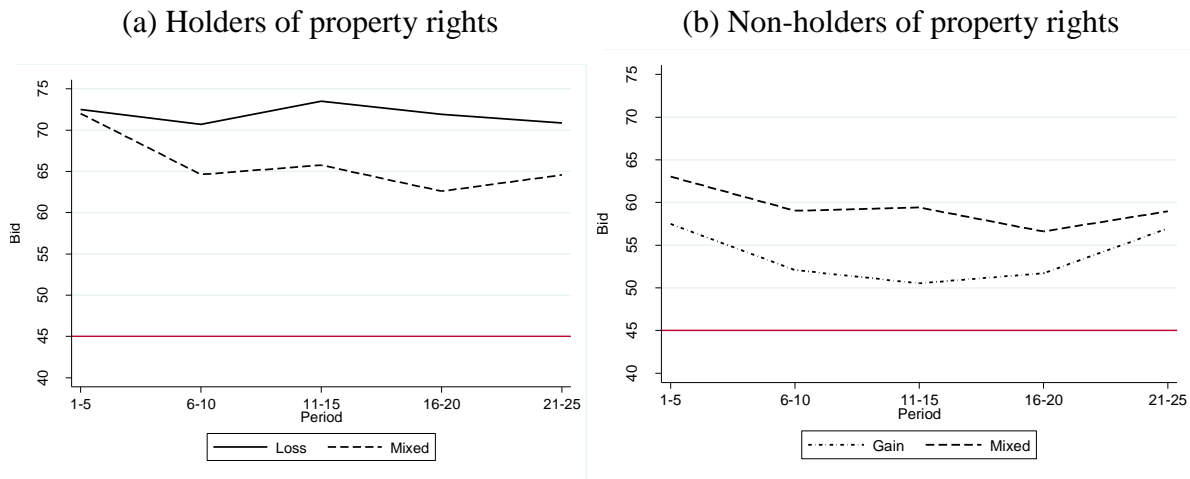 (a) Holders of property rights
75
70
65
60
55
50
45
40
Bid
1-5 6-10 11-15 16-20 21-25
Period
Loss Mixed
(b) Non-holders of property rights
75
70
65
60
55
50
45
40
Bid
1-5 6-10 11-15 16-20 21-25
Period
Gain Mixed